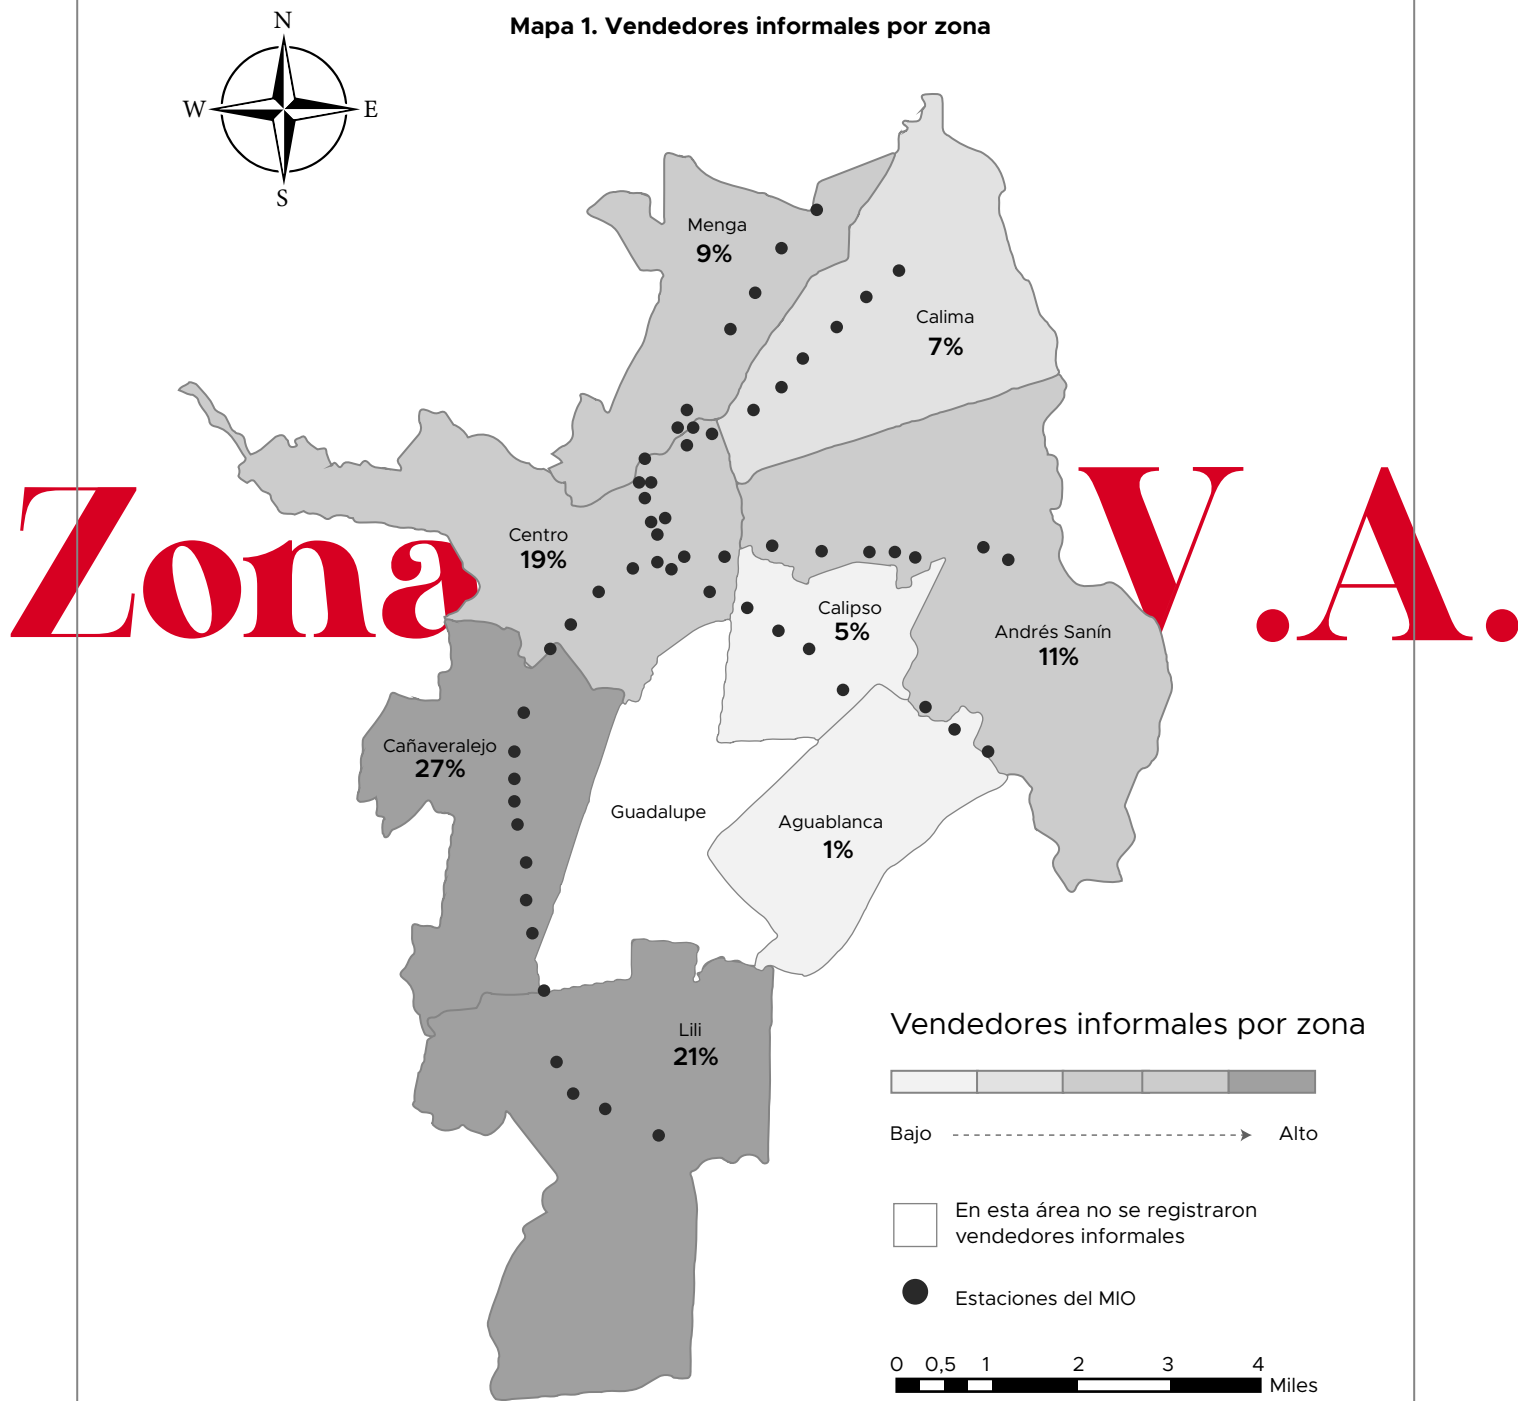 Mapa 1. Vendedores informales por zona
N
W
E
S
Menga
9%
Calima
7%
Zona V.A.
Centro
19%
Calipso
5%
Andrés Sanín
11%
Cañaveralejo
27%
Guadalupe
Aguablanca
1%
Lili
21%
Vendedores informales por zona
Bajo
Alto
En esta área no se registraron
vendedores informales
Estaciones del MIO
0 0,5 1 2 3 4
Miles